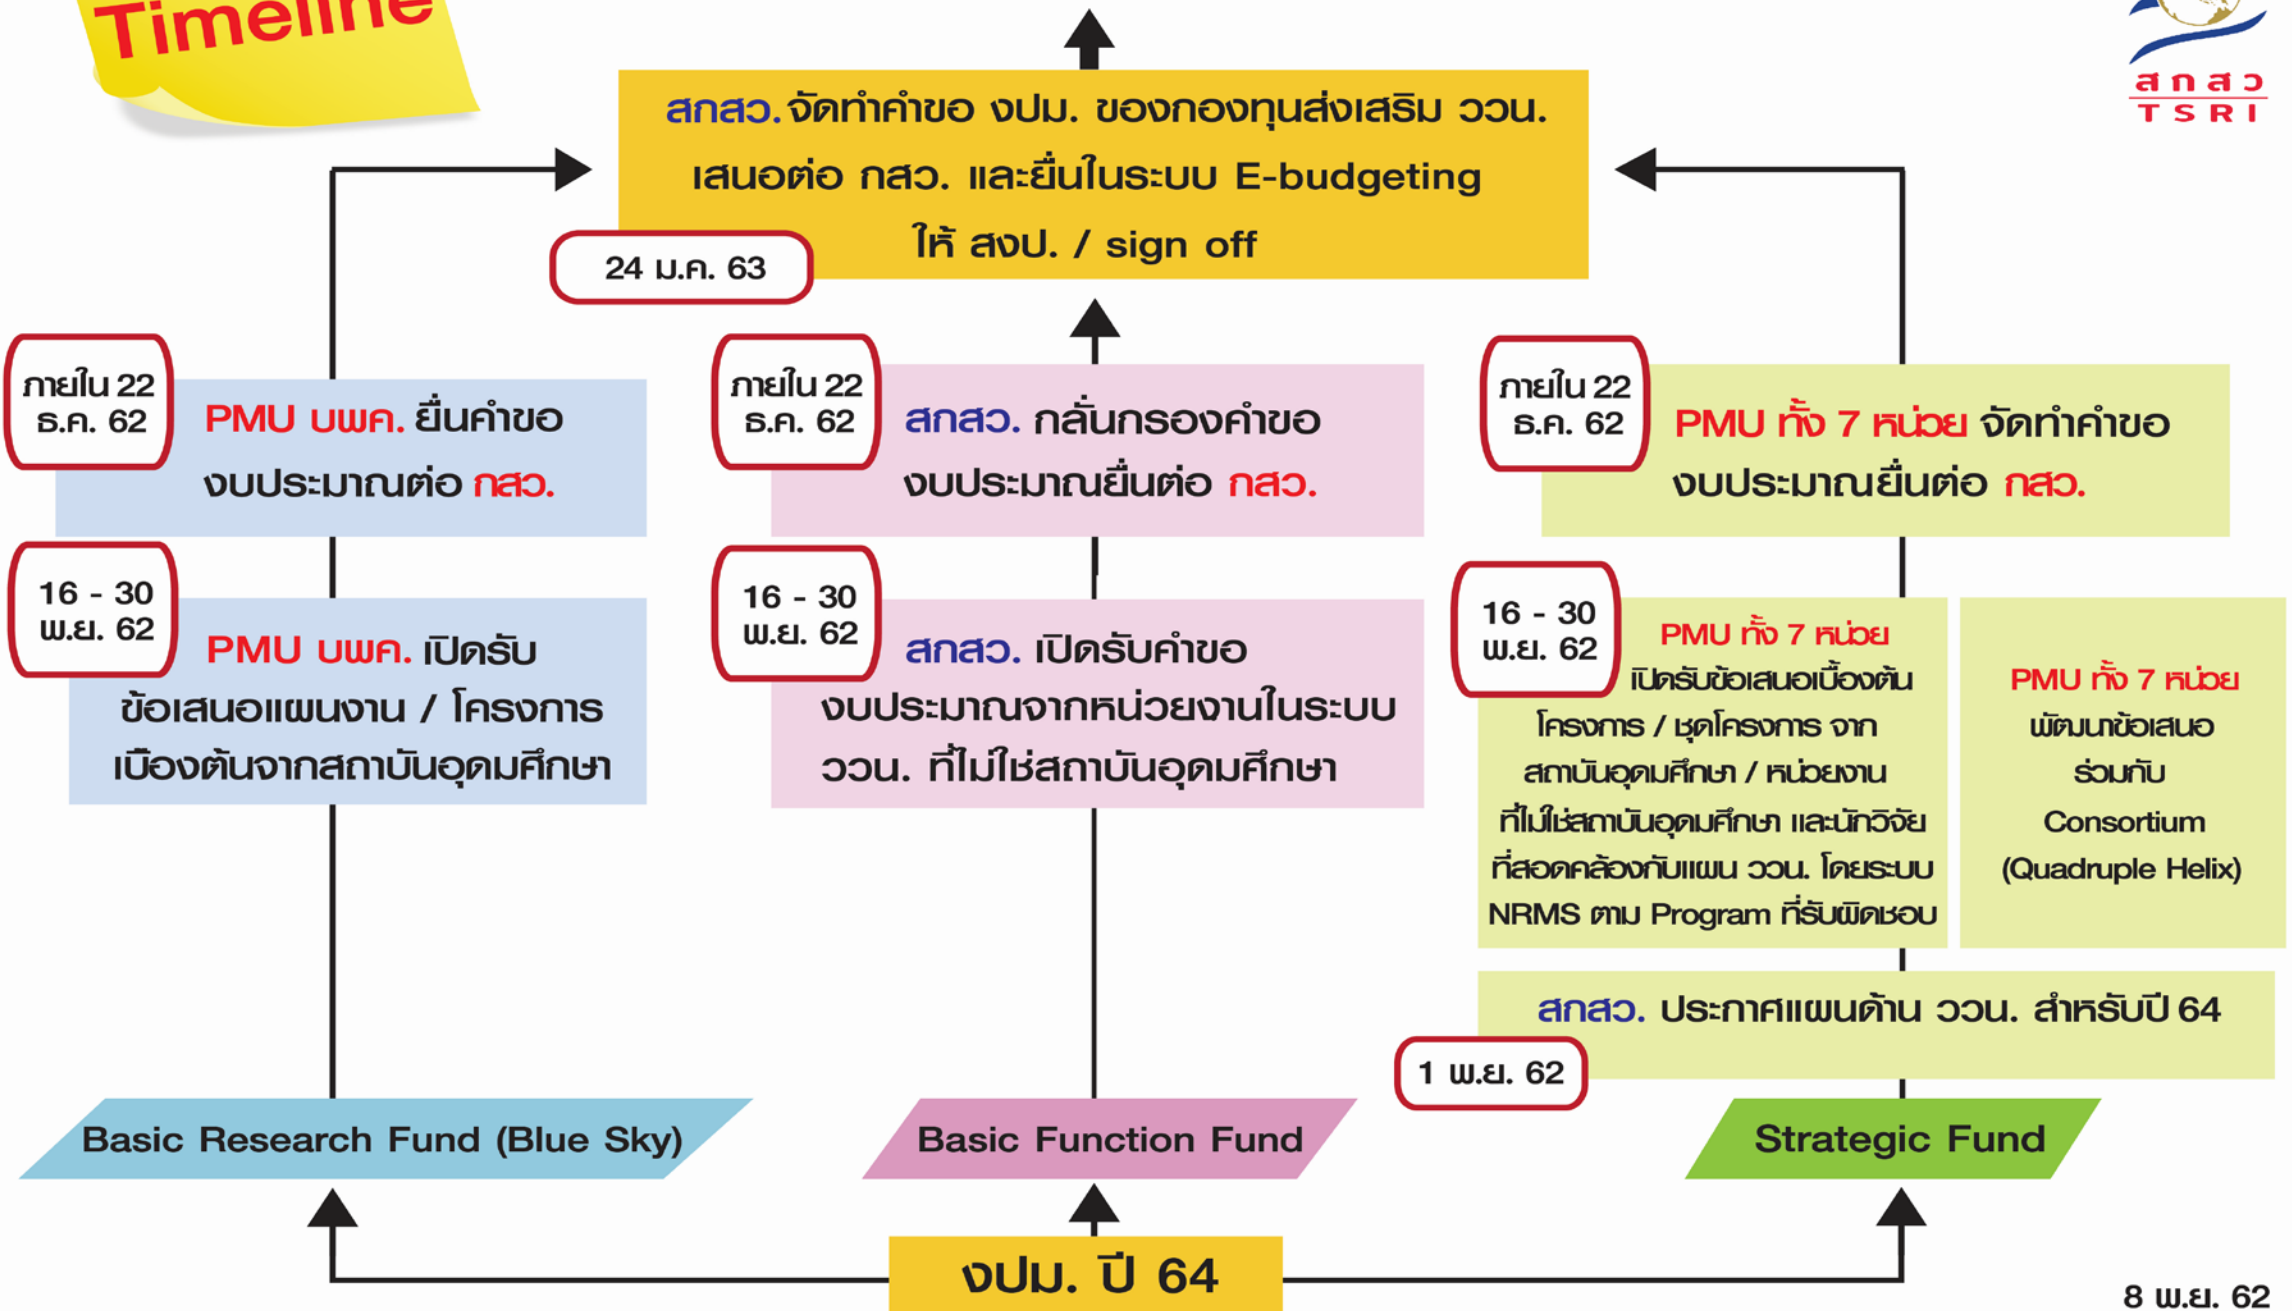 Timeline
สกสว
TSRI
สกสว. จัดทำคำขอ งปม. ของกองทุนส่งเสริม ววน.
เสนอต่อ กสว. และยื่นในระบบ E-budgeting
ให้ สงป. / sign off
24 ม.ค. 63
ภายใน 22
ธ.ค. 62
PMU บพค. ยื่นคำขอ
งบประมาณต่อ กสว.
ภายใน 22
ธ.ค. 62
สกสว. กลั่นกรองคำขอ
งบประมาณยื่นต่อ กสว.
ภายใน 22
ธ.ค. 62
PMU ทั้ง 7 หน่วย จัดทำคำขอ
งบประมาณยื่นต่อ กสว.
16 - 30
พ.ย. 62
PMU บพค. เปิดรับ
ข้อเสนอแผนงาน / โครงการ
เบืองต้นจากสถาบันอุดมศึกษา
16 - 30
พ.ย. 62
สกสว. เปิดรับคำขอ
งบประมาณจากหน่วยงานในระบบ
ววน. ที่ไม่ใช่สถาบันอุดมศึกษา
16 - 30
พ.ย. 62
PMU ทั้ง 7 หน่วย
เปิดรับข้อเสนอเบื้องต้น
โครงการ / ชุดโครงการ จาก
สถาบันอุดมศึกษา / หน่วยงาน
ที่ไม่ใช่สถาบันอุดมศึกษา และนักวิจัย
ที่สอดคล้องกับแผน ววน. โดยระบบ
NRMS ตาม Program ที่รับผิดชอบ
PMU ทั้ง 7 หน่วย
พัฒนาข้อเสนอ
ร่วมกับ
Consortium
(Quadruple Helix)
สกสว. ประกาศแผนด้าน ววน. สำหรับปี 64
1 พ.ย. 62
Basic Research Fund (Blue Sky)
Basic Function Fund
Strategic Fund
งปม. ปี 64
8 พ.ย. 62